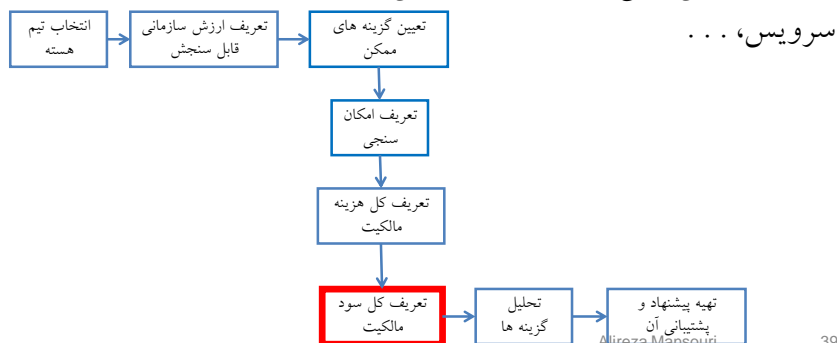 سرویس، . . .
انتخاب تیم
هسته
تعریف ارزش سازمانی
قابل سنجش
تعیین گزینه های
ممکن
تعریف امکان
سنجی
تعریف کل هزینه
مالکیت
تعریف کل سود
مالکیت
تحلیل
گزینه ها
تهیه پیشنهاد و
پشتیبانی آن
Alireza Mansouri
39